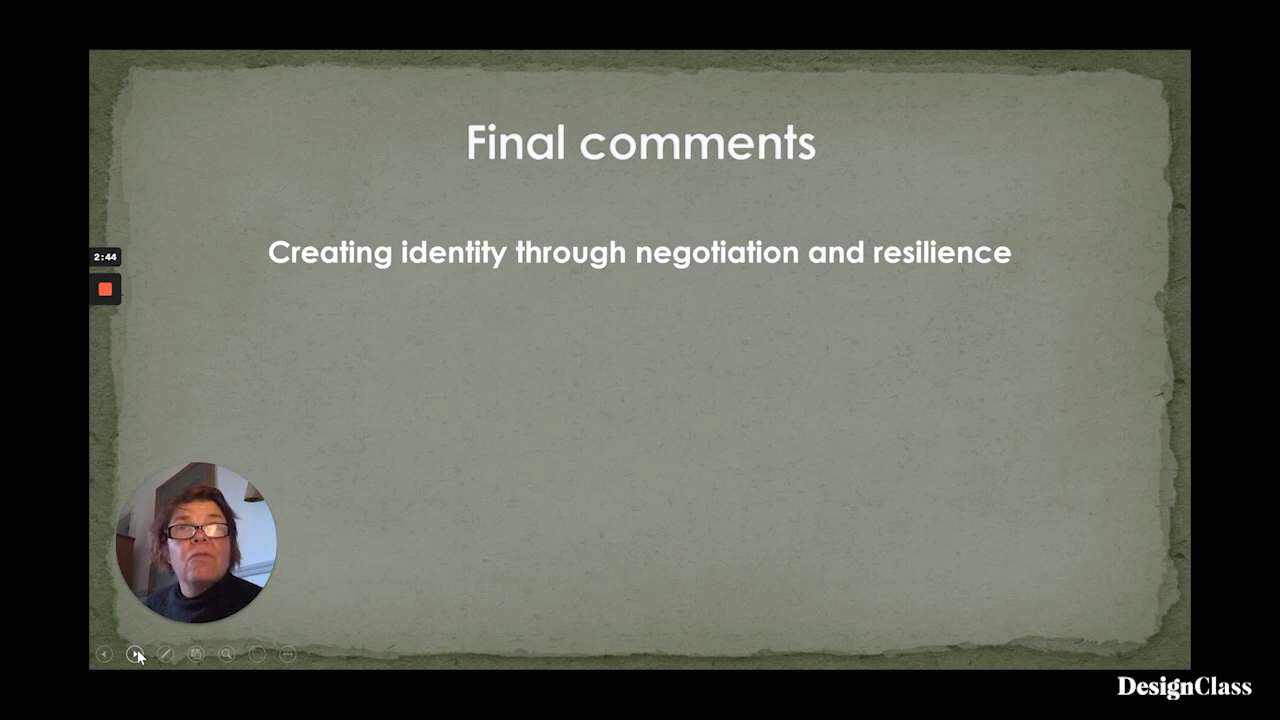 Final comments
Creating identity through negotiation and resilience
2:44
DesignClass